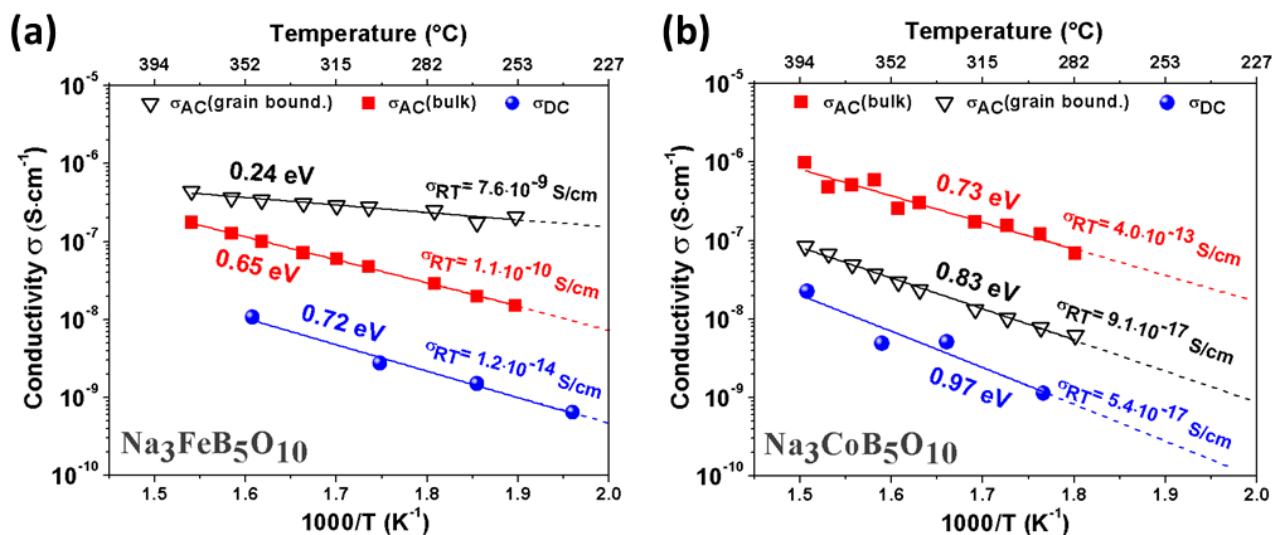 (a)
Temperature (°C)
394 352 315 282 253 227
▽ σAC(grain bound.) ■ σAC(bulk) ● σDC
10⁻⁵
10⁻⁶
10⁻⁷
10⁻⁸
10⁻⁹
10⁻¹⁰
Conductivity σ (S·cm⁻¹)
0.24 eV
σRT= 7.6·10⁻⁹ S/cm
0.65 eV
σRT= 1.1·10⁻¹⁰ S/cm
0.72 eV
σRT= 1.2·10⁻¹⁴ S/cm
Na₃FeB₅O₁₀
1.5 1.6 1.7 1.8 1.9 2.0
1000/T (K⁻¹)
(b)
Temperature (°C)
394 352 315 282 253 227
■ σAC(bulk) ▽ σAC(grain bound.) ● σDC
10⁻⁵
10⁻⁶
10⁻⁷
10⁻⁸
10⁻⁹
10⁻¹⁰
Conductivity σ (S·cm⁻¹)
0.73 eV
σRT= 4.0·10⁻¹³ S/cm
0.83 eV
σRT= 9.1·10⁻¹⁷ S/cm
0.97 eV
σRT= 5.4·10⁻¹⁷ S/cm
Na₃CoB₅O₁₀
1.5 1.6 1.7 1.8 1.9 2.0
1000/T (K⁻¹)